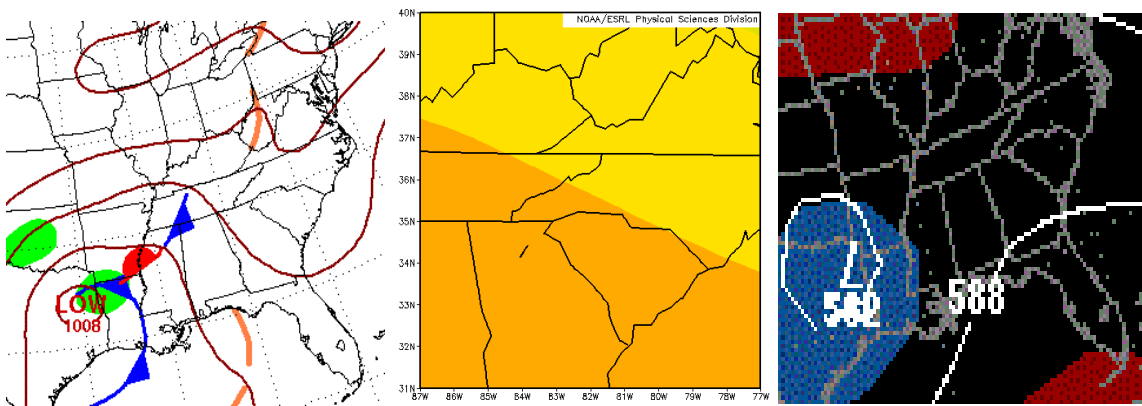 LOW
1008
NOAA/ESRL Physical Sciences Division
40N
39N
38N
37N
36N
35N
34N
33N
32N
31N
87W 86W 85W 84W 83W 82W 81W 80W 79W 78W 77W
588